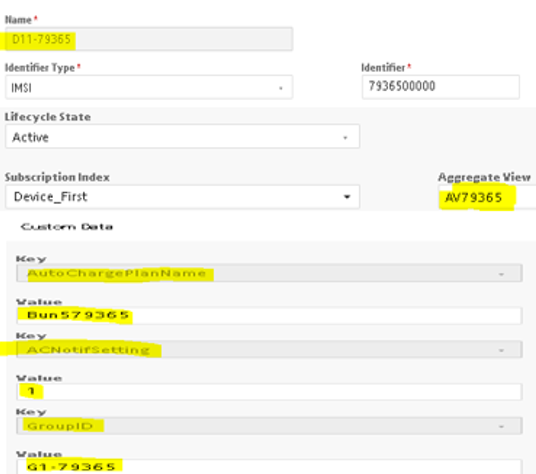 Name*
D11-79365
Identifier Type* Identifier*
IMSI 7936500000
Lifecycle State
Active
Subscription Index Aggregate View
Device_First AV79365
Custom Data
Key
AutoChargePlanName
Value
Bun579365
Key
ACNotifSetting
Value
1
Key
GroupID
Value
G1-79365